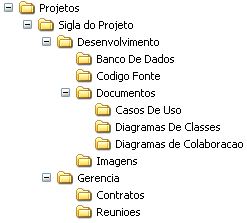 Projetos
Sigla do Projeto
Desenvolvimento
Banco De Dados
Codigo Fonte
Documentos
Casos De Uso
Diagramas De Classes
Diagramas de Colaboracao
Imagens
Gerencia
Contratos
Reunioes